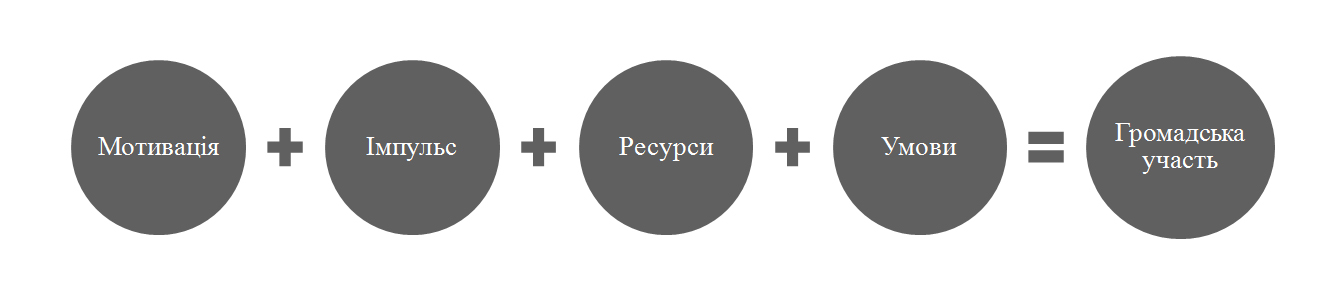 Мотивація
Імпульс
Ресурси
Умови
Громадська
участь